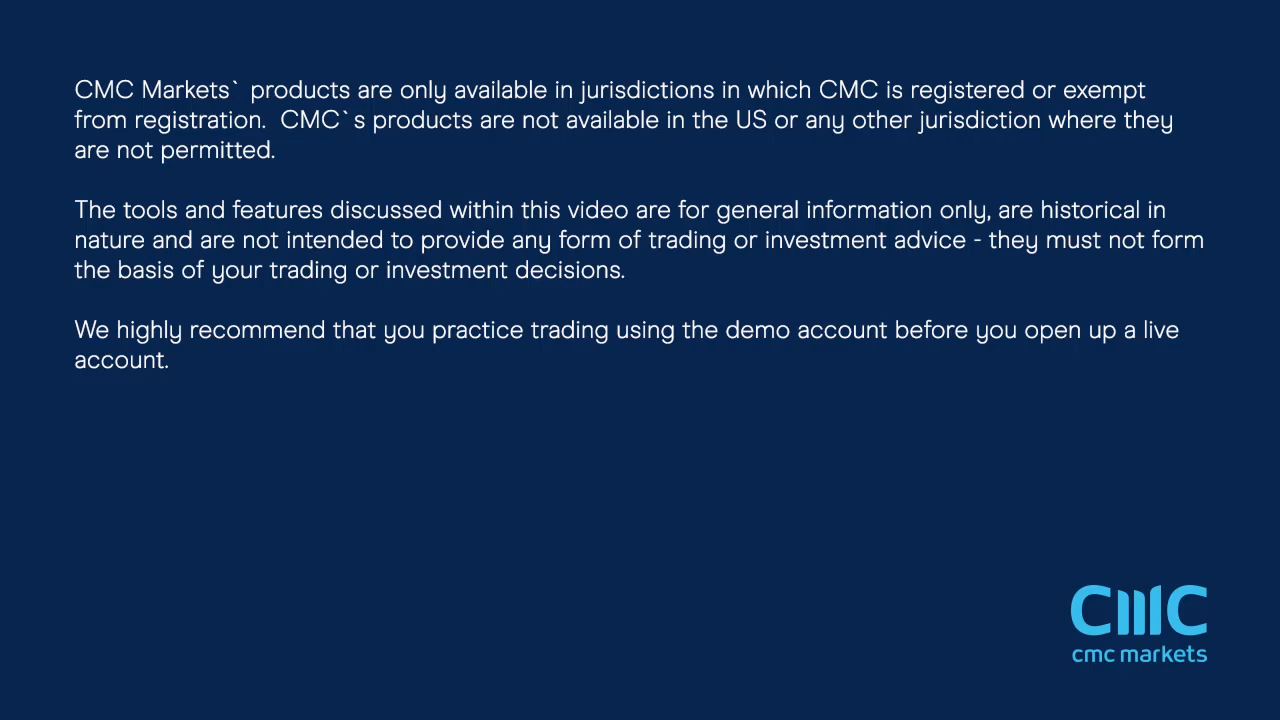 CMC Markets` products are only available in jurisdictions in which CMC is registered or exempt
from registration.  CMC`s products are not available in the US or any other jurisdiction where they
are not permitted.
The tools and features discussed within this video are for general information only, are historical in
nature and are not intended to provide any form of trading or investment advice - they must not form
the basis of your trading or investment decisions.
We highly recommend that you practice trading using the demo account before you open up a live
account.
CMC
cmc markets